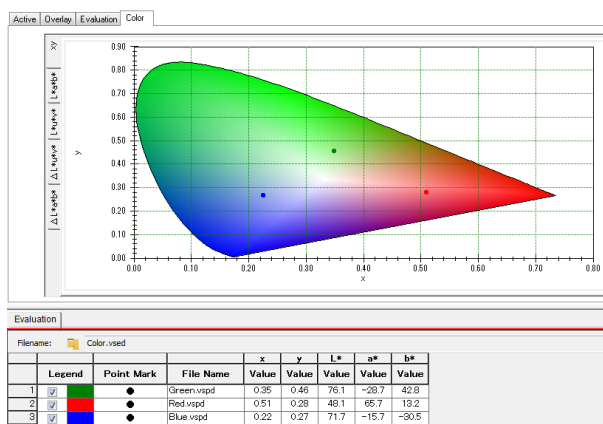 Active Overlay Evaluation Color
xy
L*a*b*
L*u*v*
△L*u*v*
△L*a*b*
0.90
0.80
0.70
0.60
0.50
0.40
0.30
0.20
0.10
0.00
y
0.00 0.10 0.20 0.30 0.40 0.50 0.60 0.70 0.80
x
Evaluation
Filename: Color.vsed
x y L* a* b*
Legend Point Mark File Name Value Value Value Value Value
1 Green.vspd 0.35 0.46 76.1 -28.7 42.8
2 Red.vspd 0.51 0.28 48.1 65.7 13.2
3 Blue.vspd 0.22 0.27 71.7 -15.7 -30.5